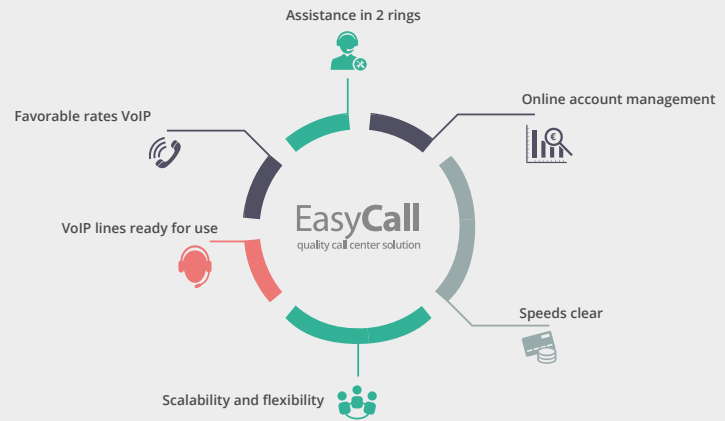 Assistance in 2 rings
Online account management
Favorable rates VoIP
€
EasyCall
quality call center solution
VoIP lines ready for use
Speeds clear
Scalability and flexibility